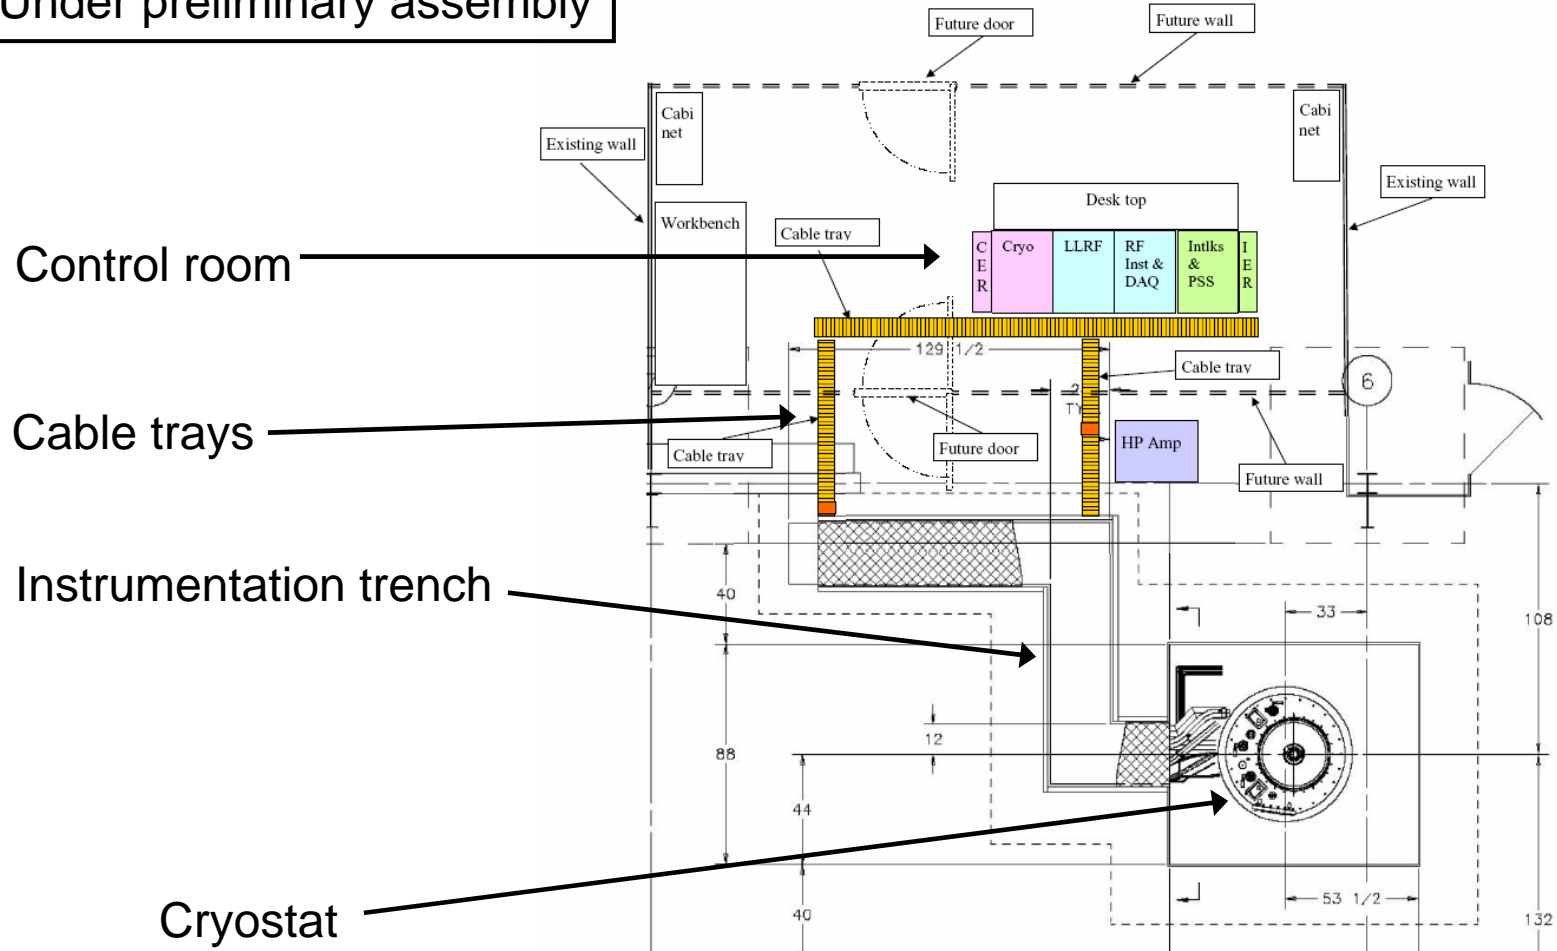 Under preliminary assembly
Future door
Future wall
Cabi
net
Cabi
net
Existing wall
Existing wall
Desk top
Workbench
Cable tray
C
E
R
Cryo
LLRF
RF
Inst &
DAQ
Intlks
&
PSS
I
E
R
Control room
129 1/2
Cable tray
6
2
TY
Cable trays
HP Amp
Cable tray
Future door
Future wall
Instrumentation trench
40
33
108
12
88
44
53 1/2
Cryostat
40
132